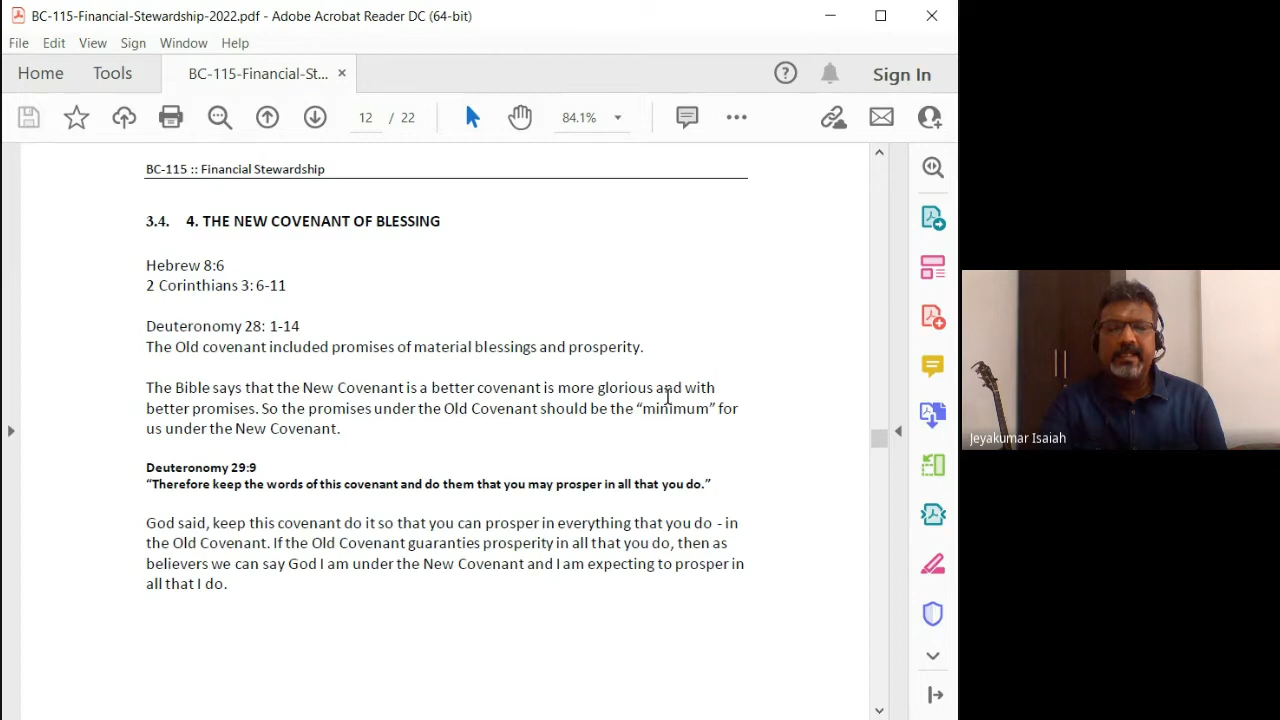 BC-115-Financial-Stewardship-2022.pdf - Adobe Acrobat Reader DC (64-bit)
File Edit View Sign Window Help
Home Tools BC-115-Financial-St... × Sign In
12 / 22 84.1%
BC-115 :: Financial Stewardship
3.4. 4. THE NEW COVENANT OF BLESSING
Hebrew 8:6
2 Corinthians 3: 6-11
Deuteronomy 28: 1-14
The Old covenant included promises of material blessings and prosperity.
The Bible says that the New Covenant is a better covenant is more glorious and with
better promises. So the promises under the Old Covenant should be the “minimum” for
us under the New Covenant.
Deuteronomy 29:9
“Therefore keep the words of this covenant and do them that you may prosper in all that you do.”
God said, keep this covenant do it so that you can prosper in everything that you do - in
the Old Covenant. If the Old Covenant guaranties prosperity in all that you do, then as
believers we can say God I am under the New Covenant and I am expecting to prosper in
all that I do.
Jeyakumar Isaiah